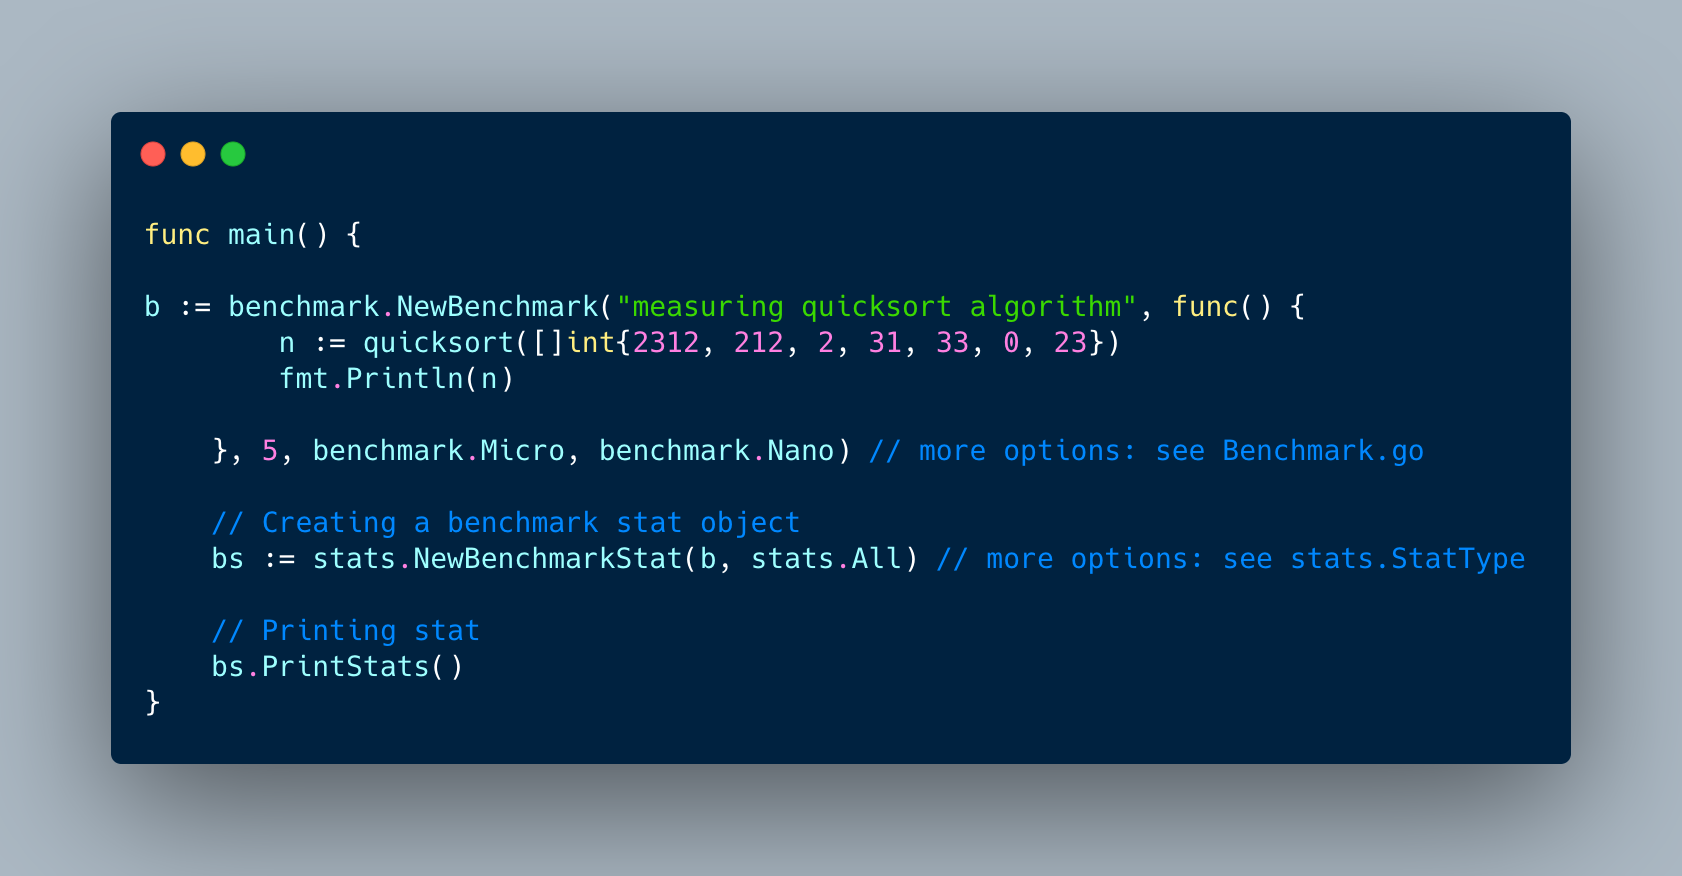 func main() {
b := benchmark.NewBenchmark("measuring quicksort algorithm", func() {
        n := quicksort([]int{2312, 212, 2, 31, 33, 0, 23})
        fmt.Println(n)
    }, 5, benchmark.Micro, benchmark.Nano) // more options: see Benchmark.go
    // Creating a benchmark stat object
    bs := stats.NewBenchmarkStat(b, stats.All) // more options: see stats.StatType
    // Printing stat
    bs.PrintStats()
}